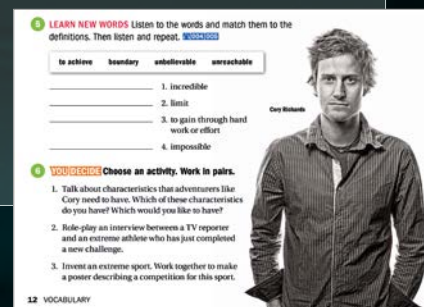 5 LEARN NEW WORDS Listen to the words and match them to the
definitions. Then listen and repeat.
to achieve boundary unbelievable unreachable
1. incredible
2. limit
3. to gain through hard
work or effort
4. impossible
Cory Richards
6 YOU DECIDE Choose an activity. Work in pairs.
1. Talk about characteristics that adventurers like
Cory need to have. Which of these characteristics
do you have? Which would you like to have?
2. Role-play an interview between a TV reporter
and an extreme athlete who has just completed
a new challenge.
3. Invent an extreme sport. Work together to make
a poster describing a competition for this sport.
12 VOCABULARY